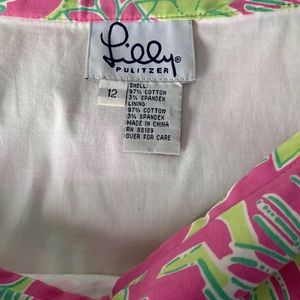 Lilly®
PULITZER
12
SHELL:
97% COTTON
3% SPANDEX
LINING:
97% COTTON
3% SPANDEX
MADE IN CHINA
RN 88189
OVER FOR CARE